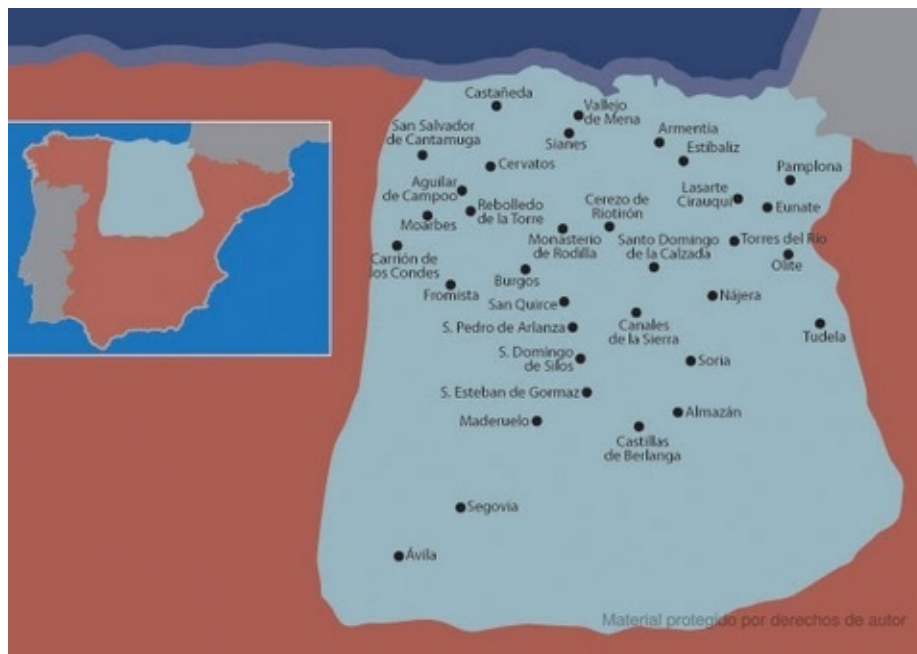 Castañeda
Vallejo
de Mena
San Salvador
de Cantamuga
Sianes
Armentia
Estibaliz
Cervatos
Pamplona
Aguilar
de Campoo
Lasarte
Cirauqui
Rebolledo
de la Torre
Cerezo de
Riotirón
Eunate
Moarbes
Monasterio
de Rodilla
Santo Domingo
de la Calzada
Torres del Río
Carrión de
los Condes
Olite
Burgos
Fromista
San Quirce
Nájera
S. Pedro de Arlanza
Canales
de la Sierra
Tudela
S. Domingo
de Silos
Soria
S. Esteban de Gormaz
Maderuelo
Almazán
Castillas
de Berlanga
Segovia
Ávila
Material protegido por derechos de autor